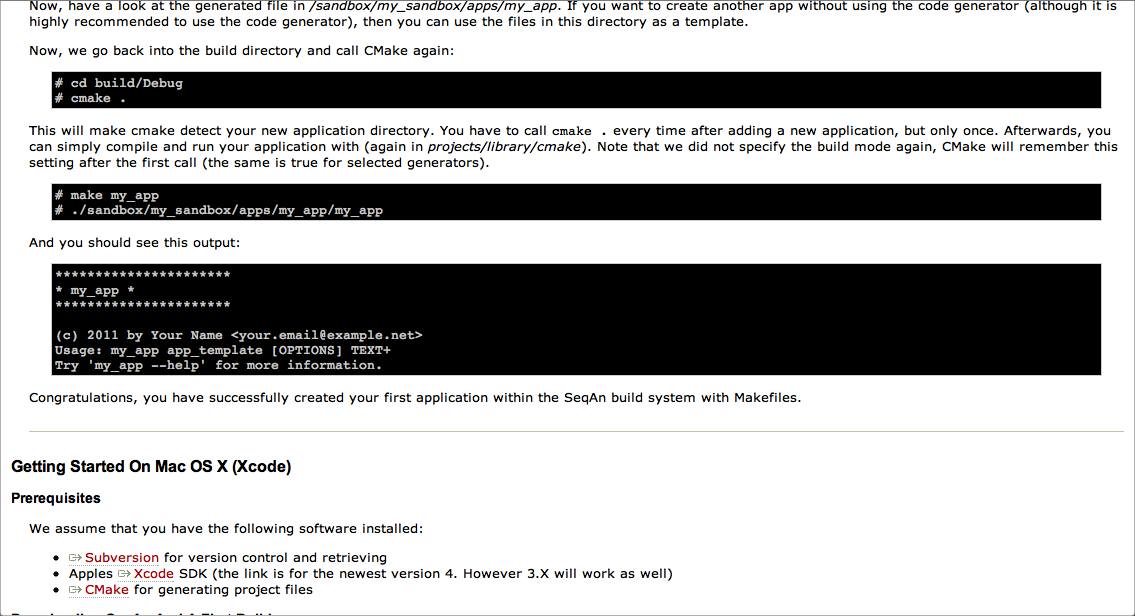 Now, have a look at the generated file in /sandbox/my_sandbox/apps/my_app. If you want to create another app without using the code generator (although it is
highly recommended to use the code generator), then you can use the files in this directory as a template.
Now, we go back into the build directory and call CMake again:
# cd build/Debug
# cmake .
This will make cmake detect your new application directory. You have to call cmake . every time after adding a new application, but only once. Afterwards, you
can simply compile and run your application with (again in projects/library/cmake). Note that we did not specify the build mode again, CMake will remember this
setting after the first call (the same is true for selected generators).
# make my_app
# ./sandbox/my_sandbox/apps/my_app/my_app
And you should see this output:
**********************
* my_app *
**********************
(c) 2011 by Your Name <your.email@example.net>
Usage: my_app app_template [OPTIONS] TEXT+
Try 'my_app --help' for more information.
Congratulations, you have successfully created your first application within the SeqAn build system with Makefiles.
Getting Started On Mac OS X (Xcode)
Prerequisites
We assume that you have the following software installed:
• Subversion for version control and retrieving
• Apples Xcode SDK (the link is for the newest version 4. However 3.X will work as well)
• CMake for generating project files